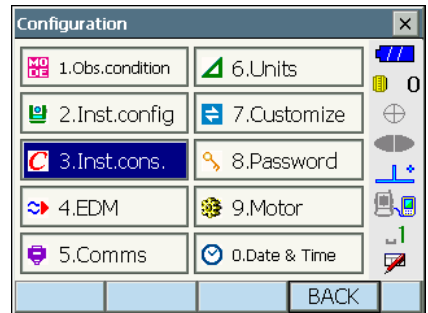 Configuration
MODE 1.Obs.condition
6.Units
0
2.Inst.config
7.Customize
C 3.Inst.cons.
8.Password
4.EDM
9.Motor
1
5.Comms
0.Date & Time
BACK